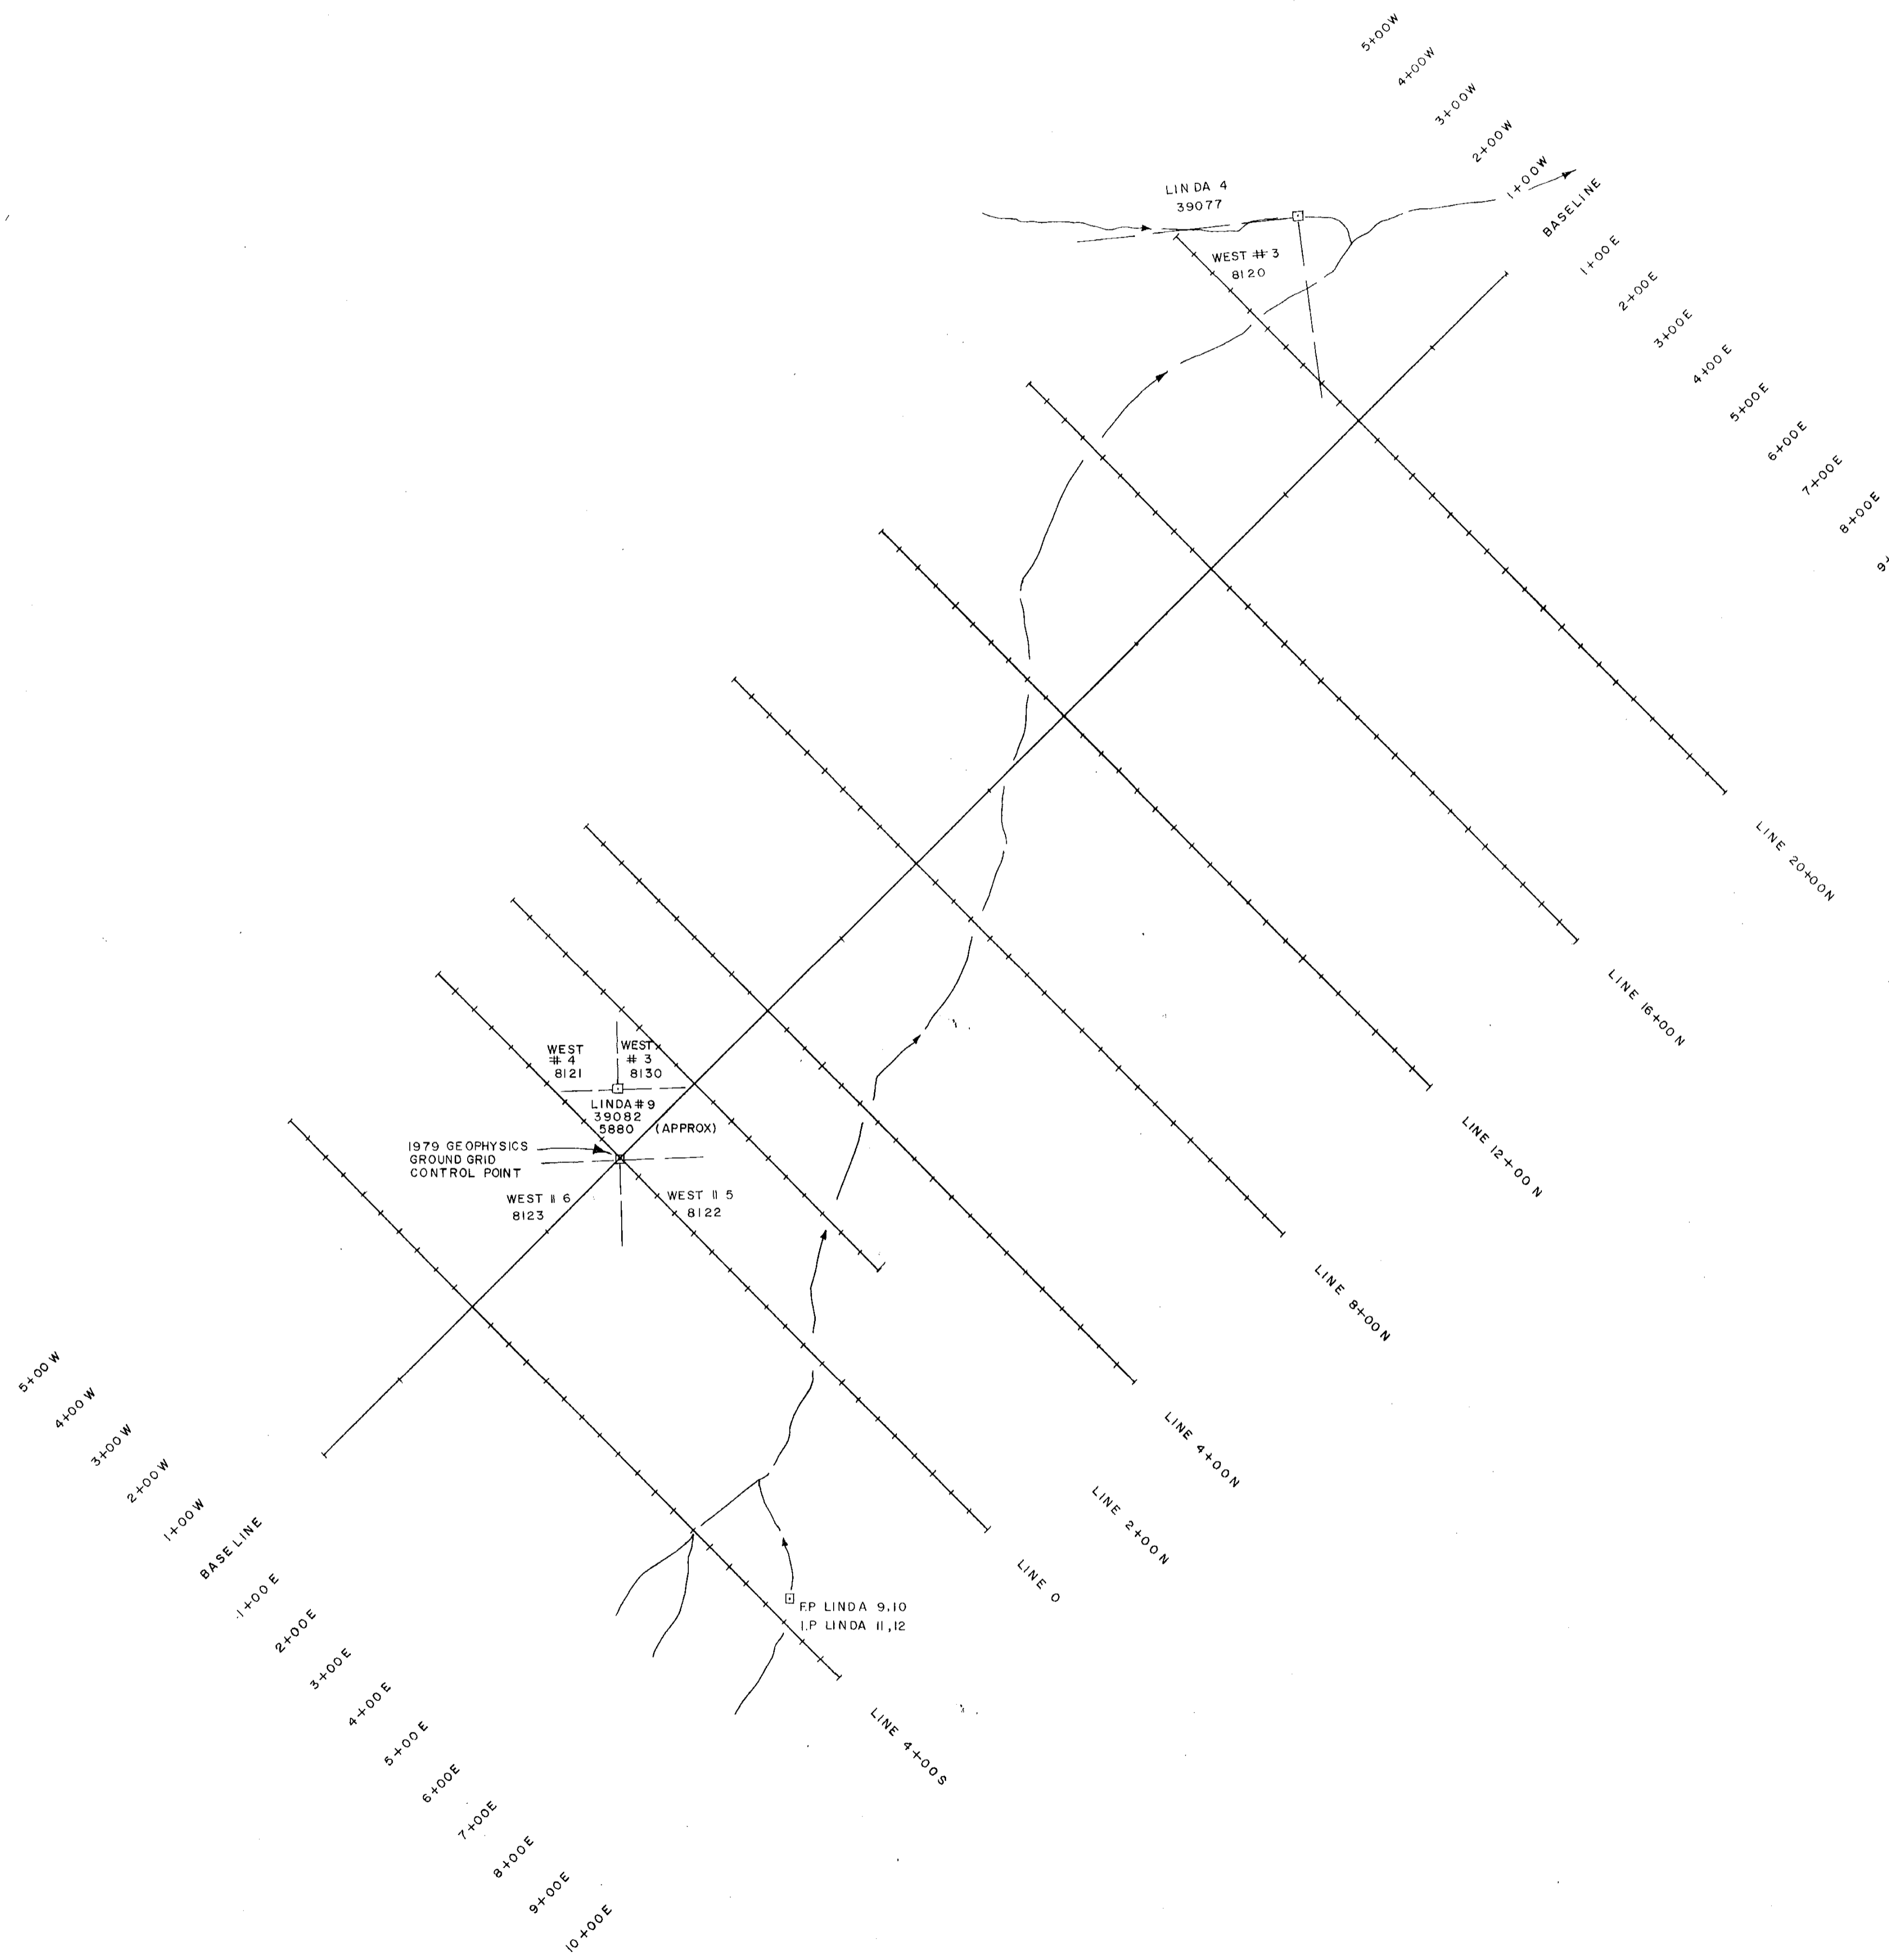 5+00W
4+00W
3+00W
2+00W
1+00W
BASELINE
1+00E
2+00E
3+00E
4+00E
5+00E
6+00E
7+00E
8+00E
LINDA 4
39077
WEST # 3
8120
LINE 20+00N
LINE 16+00N
LINE 12+00N
LINE 8+00N
LINE 4+00N
LINE 2+00N
LINE 0
LINE 4+00S
WEST
# 4
8121
WEST
# 3
8130
LINDA #9
39082
5880 (APPROX)
1979 GEOPHYSICS
GROUND GRID
CONTROL POINT
WEST # 6
8123
WEST # 5
8122
F.P LINDA 9,10
I.P LINDA 11,12
5+00W
4+00W
3+00W
2+00W
1+00W
BASELINE
1+00E
2+00E
3+00E
4+00E
5+00E
6+00E
7+00E
8+00E
9+00E
10+00E